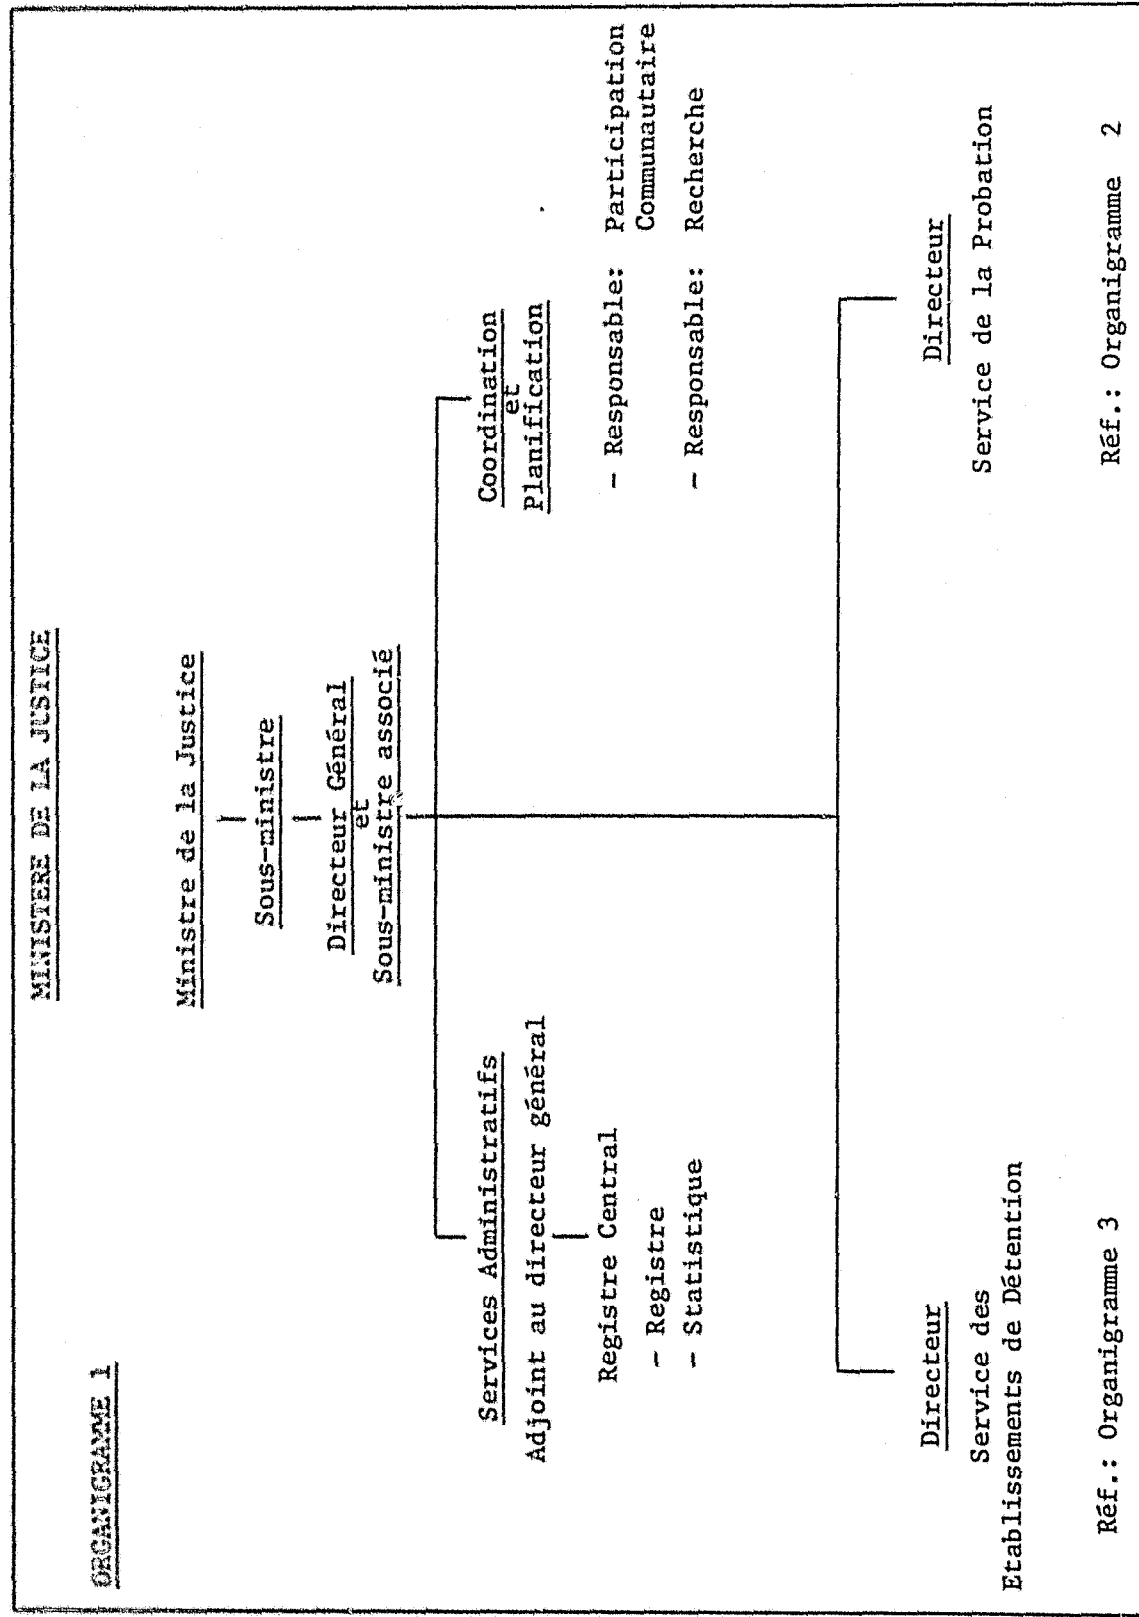 MINISTERE DE LA JUSTICE
ORGANIGRAMME 1
Ministre de la Justice
Sous-ministre
Directeur Général
et
Sous-ministre associé
Services Administratifs
Adjoint au directeur général
Registre Central
- Registre
- Statistique
Coordination
et
Planification
- Responsable: Participation
Communautaire
- Responsable: Recherche
Directeur
Service des
Etablissements de Détention
Réf.: Organigramme 3
Directeur
Service de la Probation
Réf.: Organigramme 2